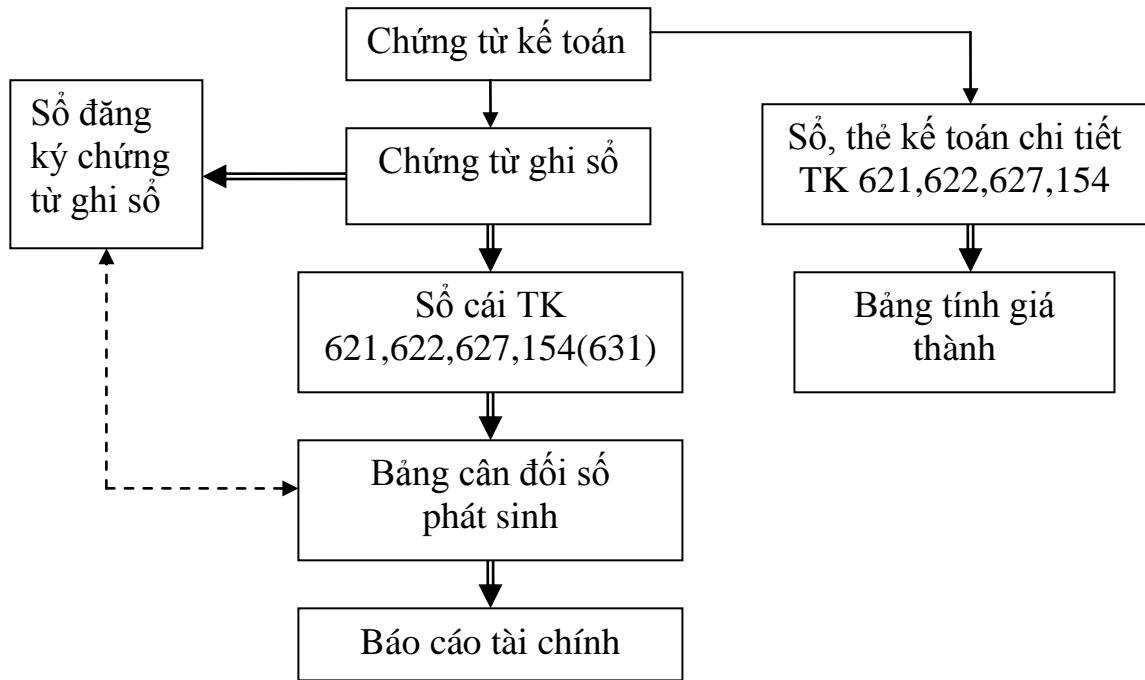 Chứng từ kế toán
Sổ đăng
ký chứng
từ ghi sổ
Chứng từ ghi sổ
Sổ, thẻ kế toán chi tiết
TK 621,622,627,154
Sổ cái TK
621,622,627,154(631)
Bảng tính giá
thành
Bảng cân đối số
phát sinh
Báo cáo tài chính